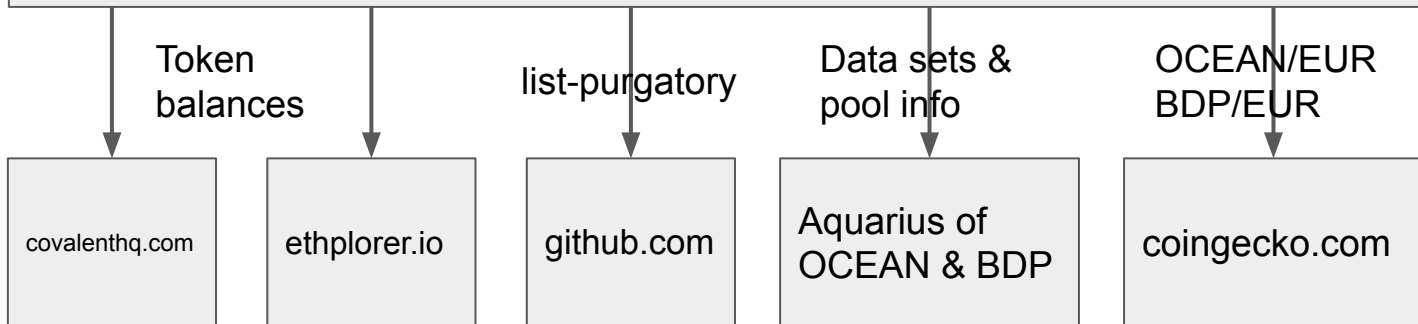 Token
balances
list-purgatory
Data sets &
pool info
OCEAN/EUR
BDP/EUR
covalenthq.com
ethplorer.io
github.com
Aquarius of
OCEAN & BDP
coingecko.com